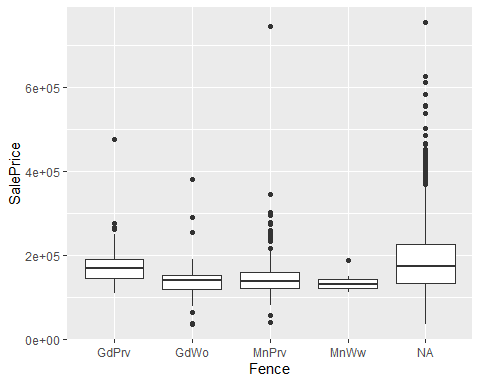 SalePrice
6e+05
4e+05
2e+05
0e+00
GdPrv GdWo MnPrv MnWw NA
Fence